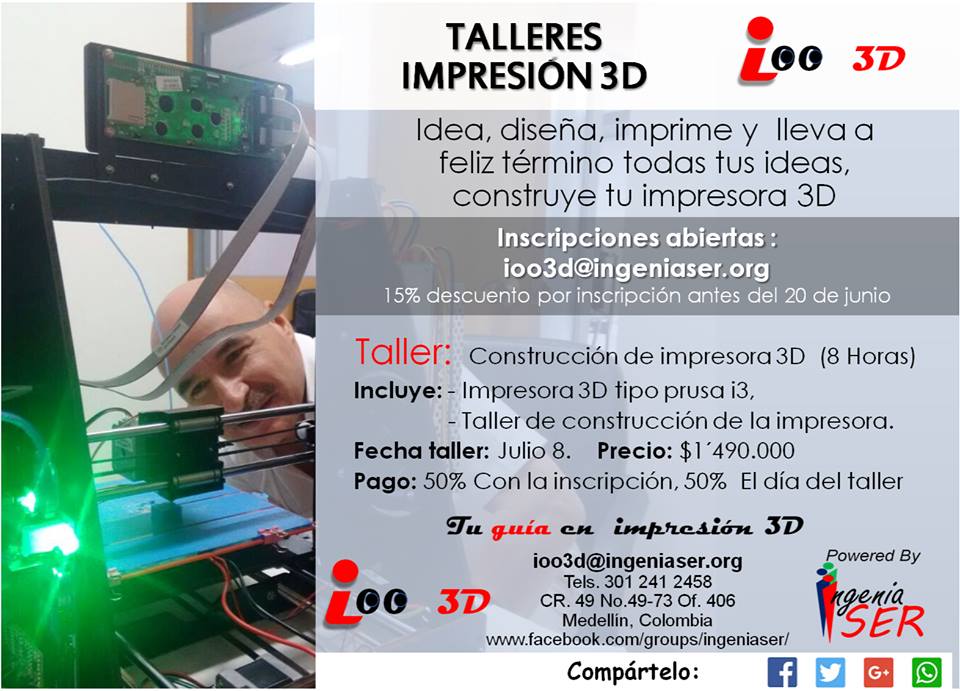 TALLERES
IMPRESIÓN 3D
ioo 3D
Idea, diseña, imprime y lleva a
feliz término todas tus ideas,
construye tu impresora 3D
Inscripciones abiertas :
ioo3d@ingeniaser.org
15% descuento por inscripción antes del 20 de junio
Taller: Construcción de impresora 3D (8 Horas)
Incluye: - Impresora 3D tipo prusa i3,
- Taller de construcción de la impresora.
Fecha taller: Julio 8. Precio: $1´490.000
Pago: 50% Con la inscripción, 50% El día del taller
Tu guía en impresión 3D
ioo 3D
ioo3d@ingeniaser.org
Tels. 301 241 2458
CR. 49 No.49-73 Of. 406
Medellín, Colombia
www.facebook.com/groups/ingeniaser/
Powered By
Ingenia
SER
Compártelo: